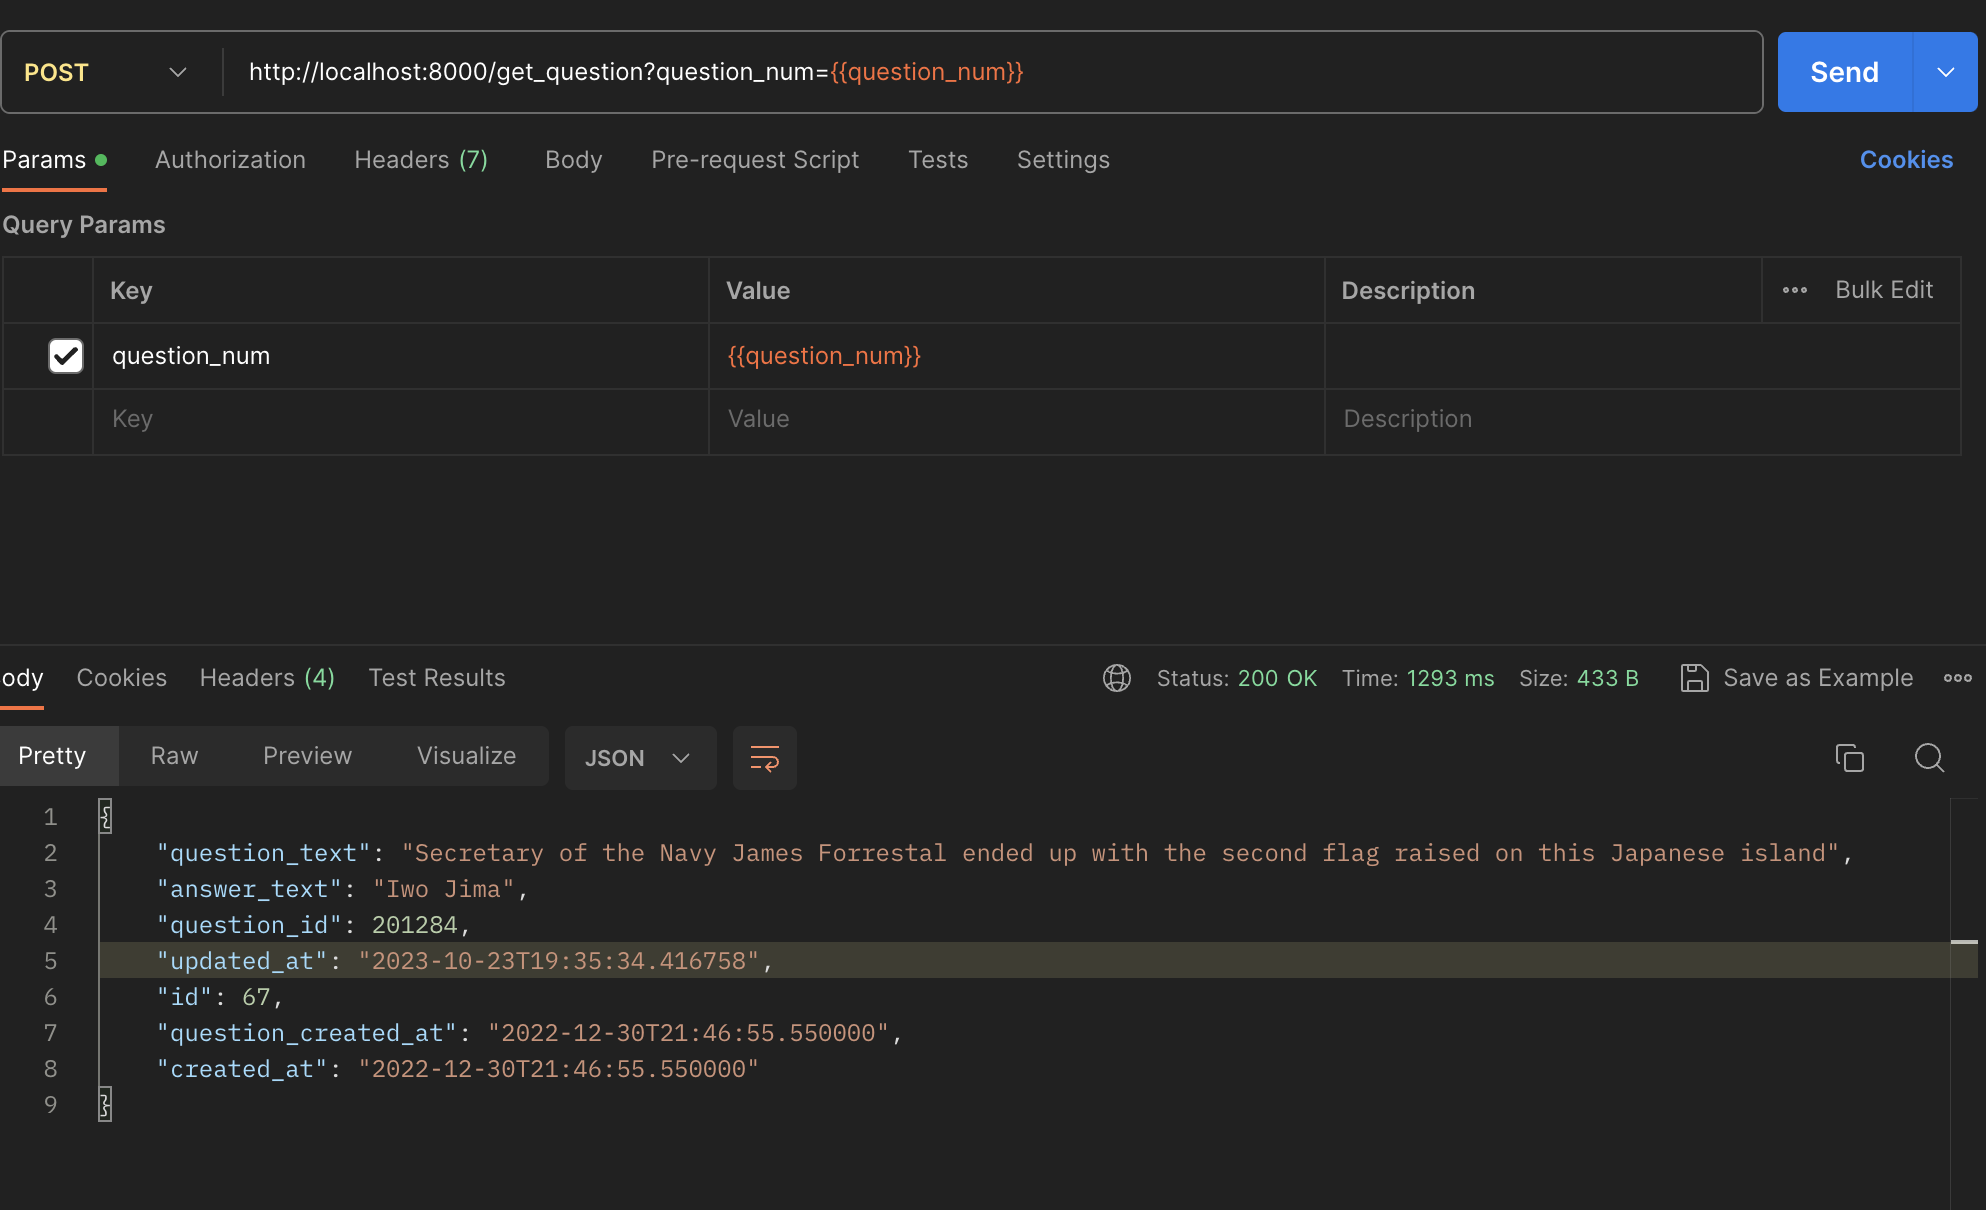 POST http://localhost:8000/get_question?question_num={{question_num}} Send
Params Authorization Headers (7) Body Pre-request Script Tests Settings Cookies
Query Params
Key Value Description Bulk Edit
question_num {{question_num}}
Key Value Description
ody Cookies Headers (4) Test Results Status: 200 OK Time: 1293 ms Size: 433 B Save as Example
Pretty Raw Preview Visualize JSON
1 {
2 "question_text": "Secretary of the Navy James Forrestal ended up with the second flag raised on this Japanese island",
3 "answer_text": "Iwo Jima",
4 "question_id": 201284,
5 "updated_at": "2023-10-23T19:35:34.416758",
6 "id": 67,
7 "question_created_at": "2022-12-30T21:46:55.550000",
8 "created_at": "2022-12-30T21:46:55.550000"
9 }